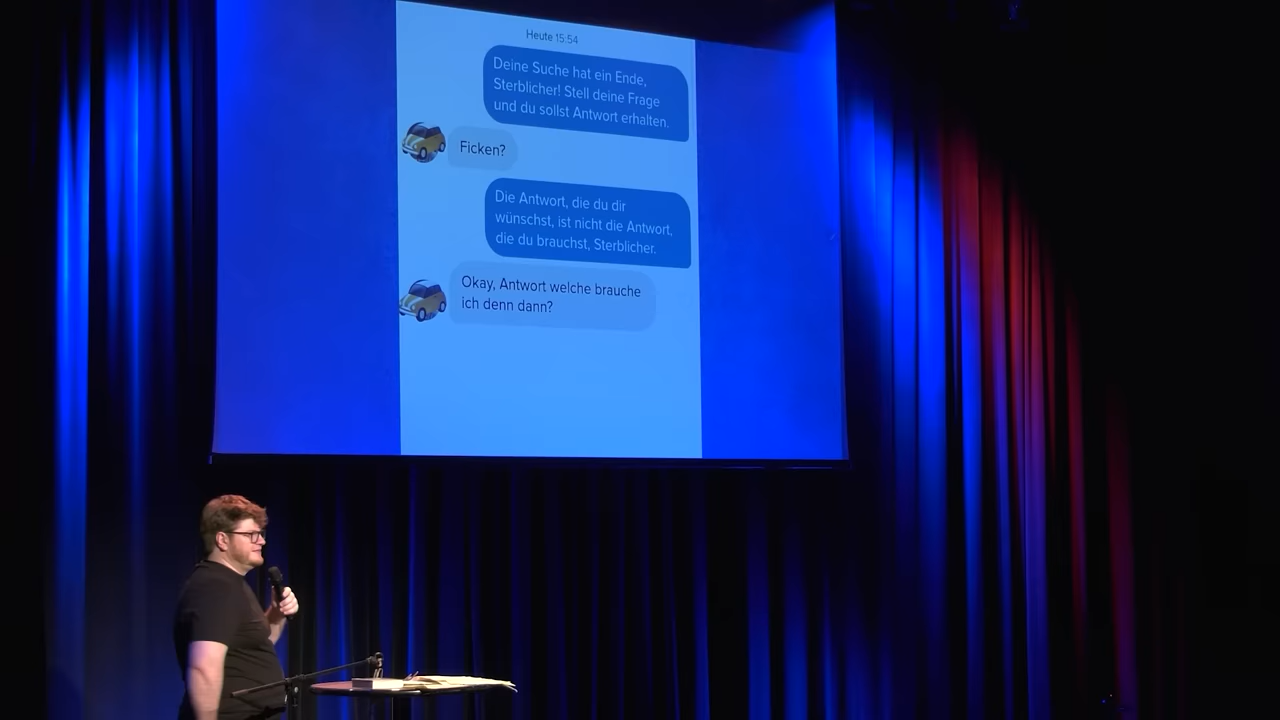 Heute 15:54
Deine Suche hat ein Ende,
Sterblicher! Stell deine Frage
und du sollst Antwort erhalten.
Ficken?
Die Antwort, die du dir
wünschst, ist nicht die Antwort,
die du brauchst, Sterblicher.
Okay, Antwort welche brauche
ich denn dann?